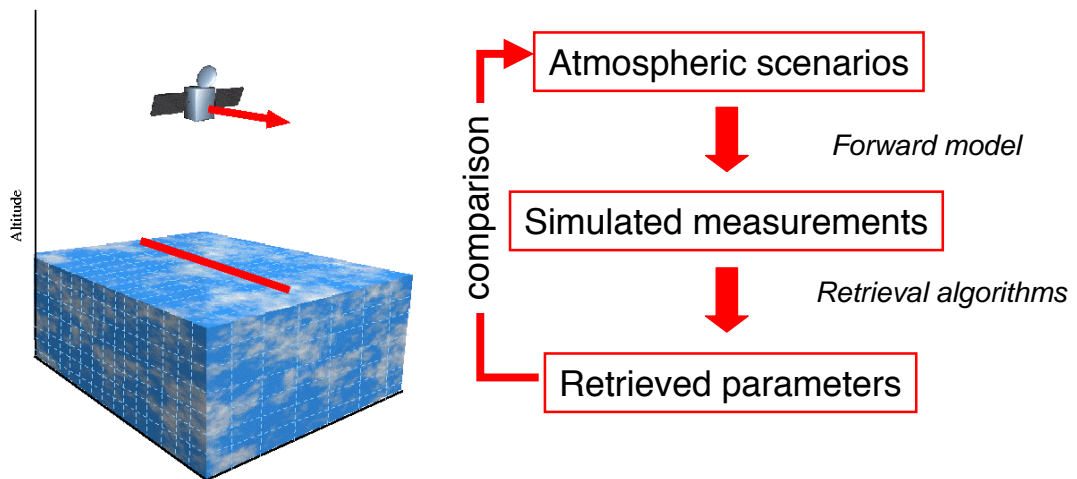 Altitude
Atmospheric scenarios
Forward model
comparison
Simulated measurements
Retrieval algorithms
Retrieved parameters